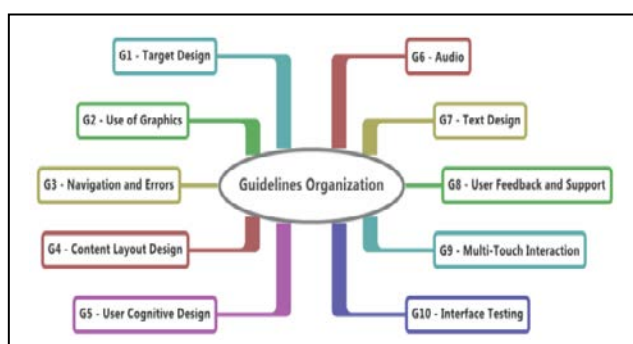 G1 - Target Design
G2 - Use of Graphics
G3 - Navigation and Errors
G4 - Content Layout Design
G5 - User Cognitive Design
Guidelines Organization
G6 - Audio
G7 - Text Design
G8 - User Feedback and Support
G9 - Multi-Touch Interaction
G10 - Interface Testing